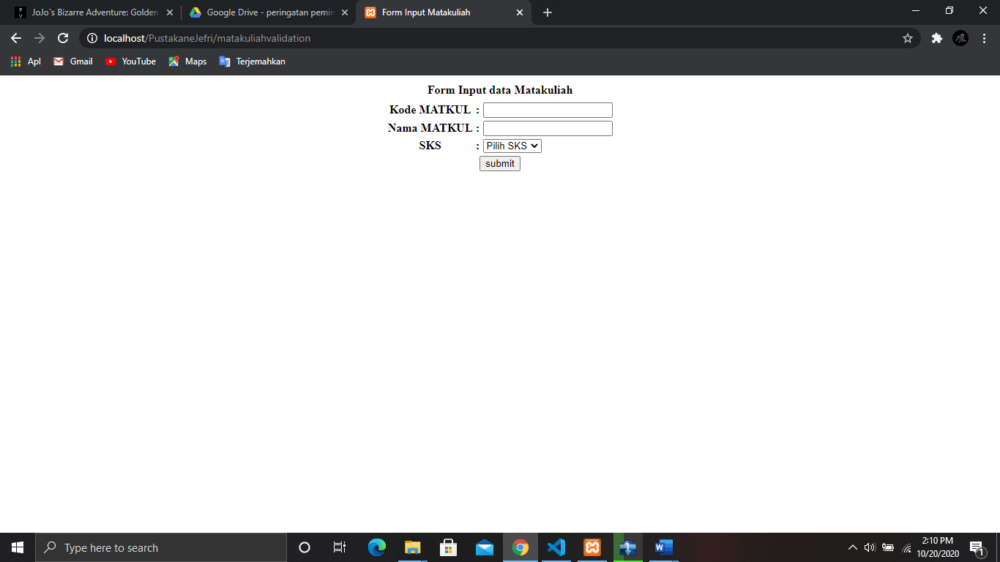 JoJo`s Bizarre Adventure: Golden
Google Drive - peringatan pemin
Form Input Matakuliah
localhost/PustakaneJefri/matakuliahvalidation
Apl Gmail YouTube Maps Terjemahkan
Form Input data Matakuliah
Kode MATKUL :
Nama MATKUL :
SKS : Pilih SKS
submit
Type here to search
2:10 PM
10/20/2020
1